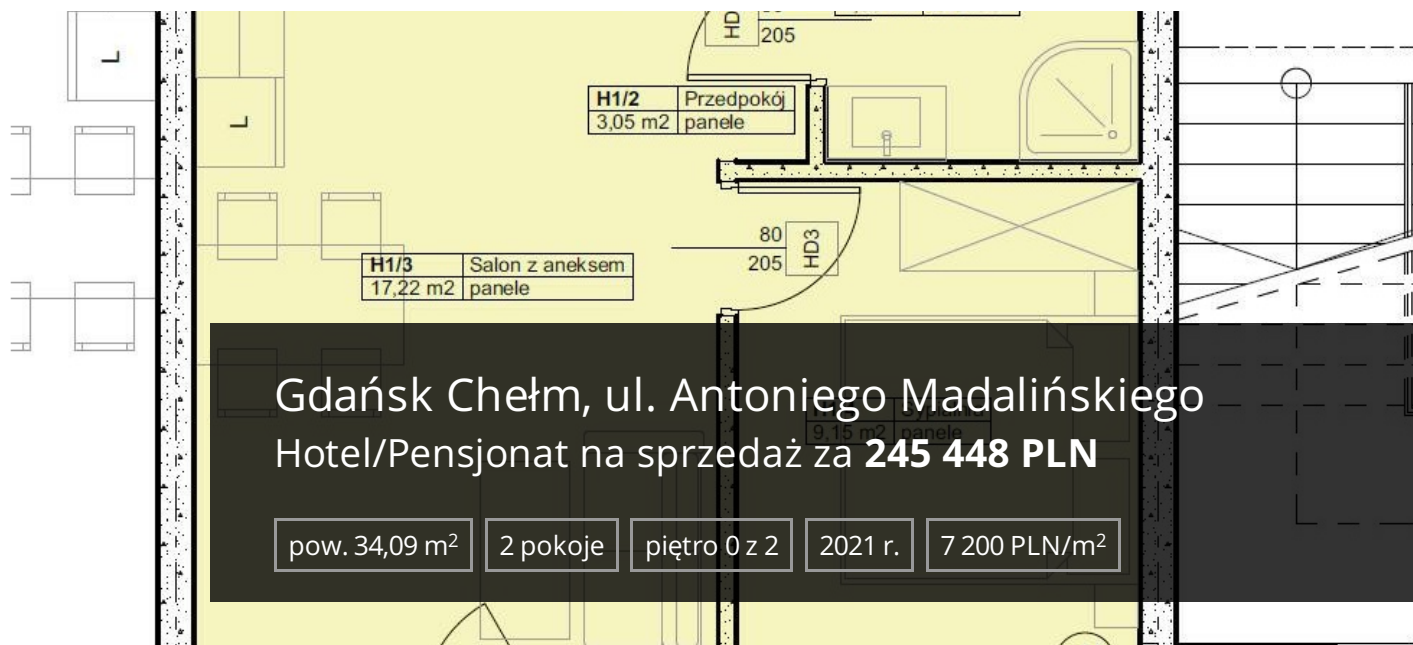 HD
205
H1/2 Przedpokój
3,05 m2 panele
L
L
80
205
HD3
H1/3 Salon z aneksem
17,22 m2 panele
Gdańsk Chełm, ul. Antoniego Madalińskiego
Sypialnia
9,15 m2 panele
Hotel/Pensjonat na sprzedaż za 245 448 PLN
pow. 34,09 m² 2 pokoje piętro 0 z 2 2021 r. 7 200 PLN/m²